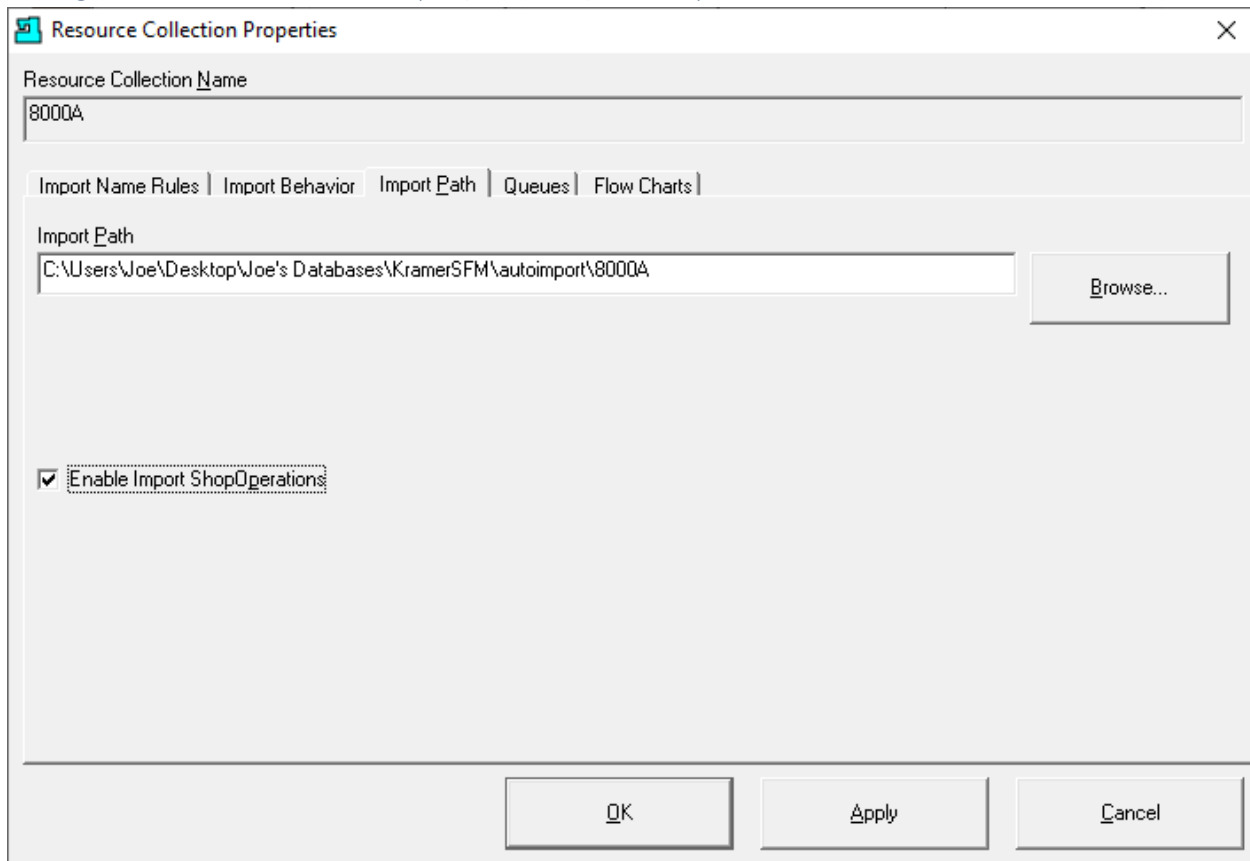 Resource Collection Properties
Resource Collection Name
8000A
Import Name Rules Import Behavior Import Path Queues Flow Charts
Import Path
C:\Users\Joe\Desktop\Joe's Databases\KramerSFM\autoimport\8000A
Browse...
Enable Import ShopOperations
OK Apply Cancel